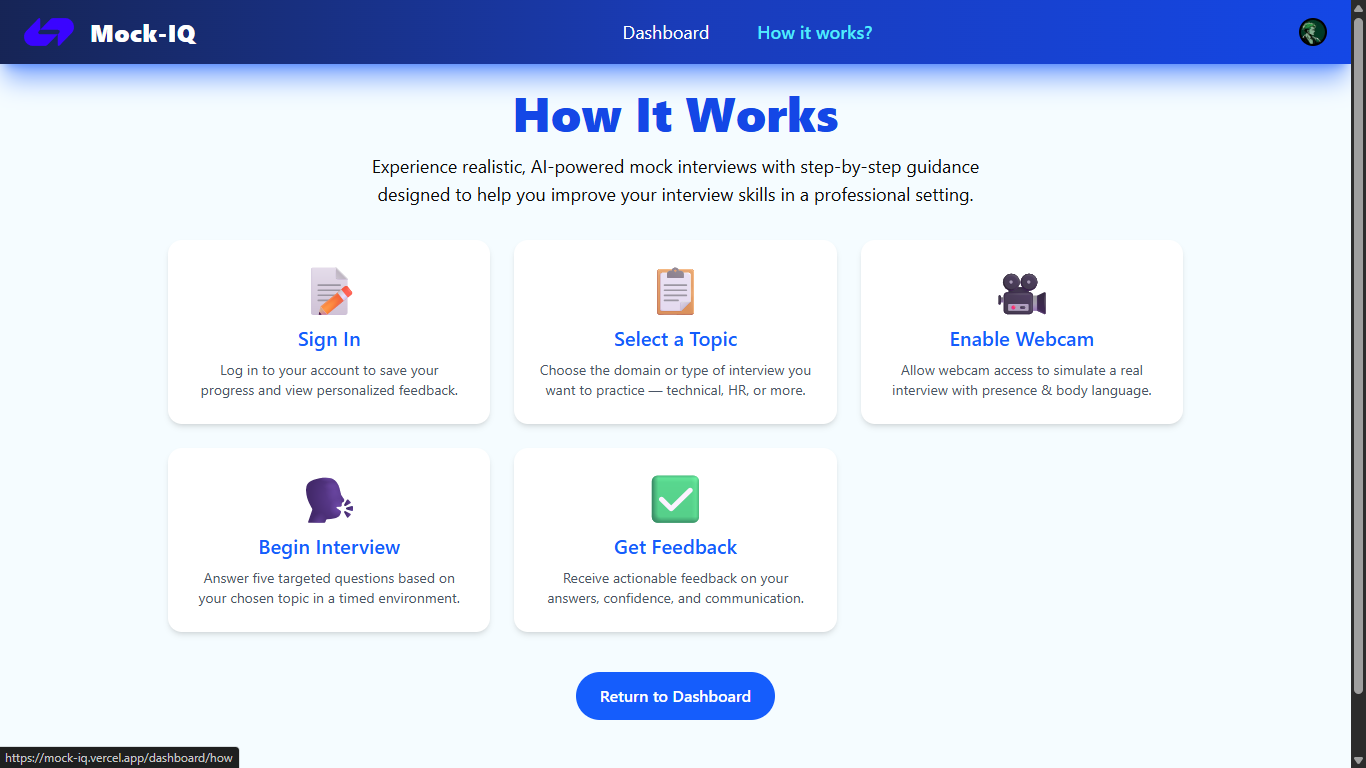 Mock-IQ
Dashboard
How it works?
How It Works
Experience realistic, AI-powered mock interviews with step-by-step guidance
designed to help you improve your interview skills in a professional setting.
Sign In
Log in to your account to save your
progress and view personalized feedback.
Select a Topic
Choose the domain or type of interview you
want to practice — technical, HR, or more.
Enable Webcam
Allow webcam access to simulate a real
interview with presence & body language.
Begin Interview
Answer five targeted questions based on
your chosen topic in a timed environment.
Get Feedback
Receive actionable feedback on your
answers, confidence, and communication.
Return to Dashboard
https://mock-iq.vercel.app/dashboard/how